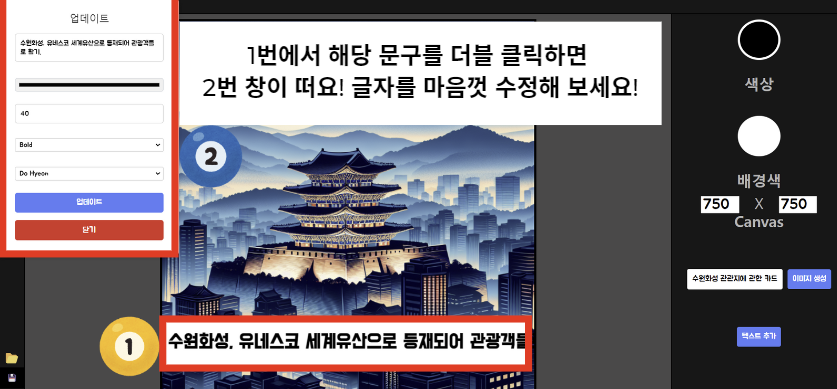 업데이트
수원화성. 유네스코 세계유산으로 등재되어 관광객들
로 활기.
40
Bold
Do Hyeon
업데이트
닫기
1번에서 해당 문구를 더블 클릭하면
2번 창이 떠요! 글자를 마음껏 수정해 보세요!
2
1
수원화성. 유네스코 세계유산으로 등재되어 관광객들
색상
배경색
750 X 750
Canvas
수원화성 관관지에 관한 카드
이미지 생성
텍스트 추가